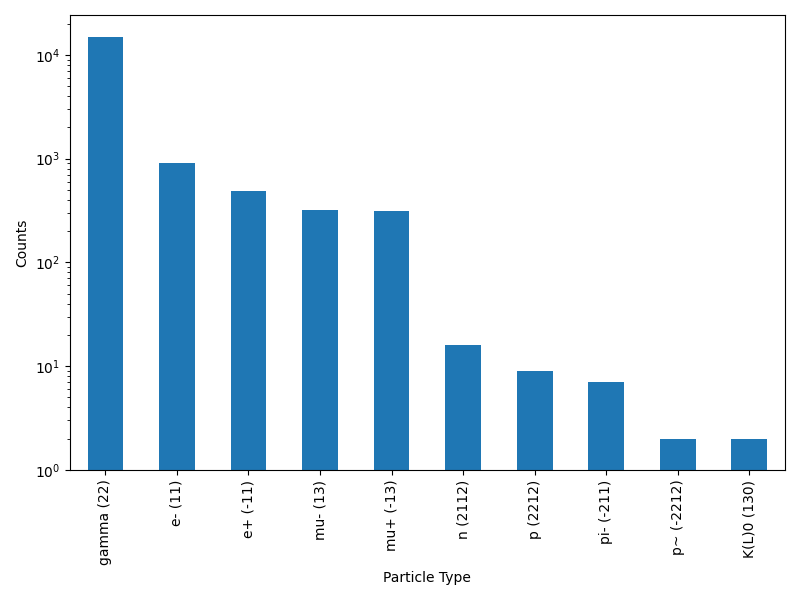 10⁴
10³
10²
10¹
10⁰
Counts
gamma (22)
e- (11)
e+ (-11)
mu- (13)
mu+ (-13)
n (2112)
p (2212)
pi- (-211)
p~ (-2212)
K(L)0 (130)
Particle Type